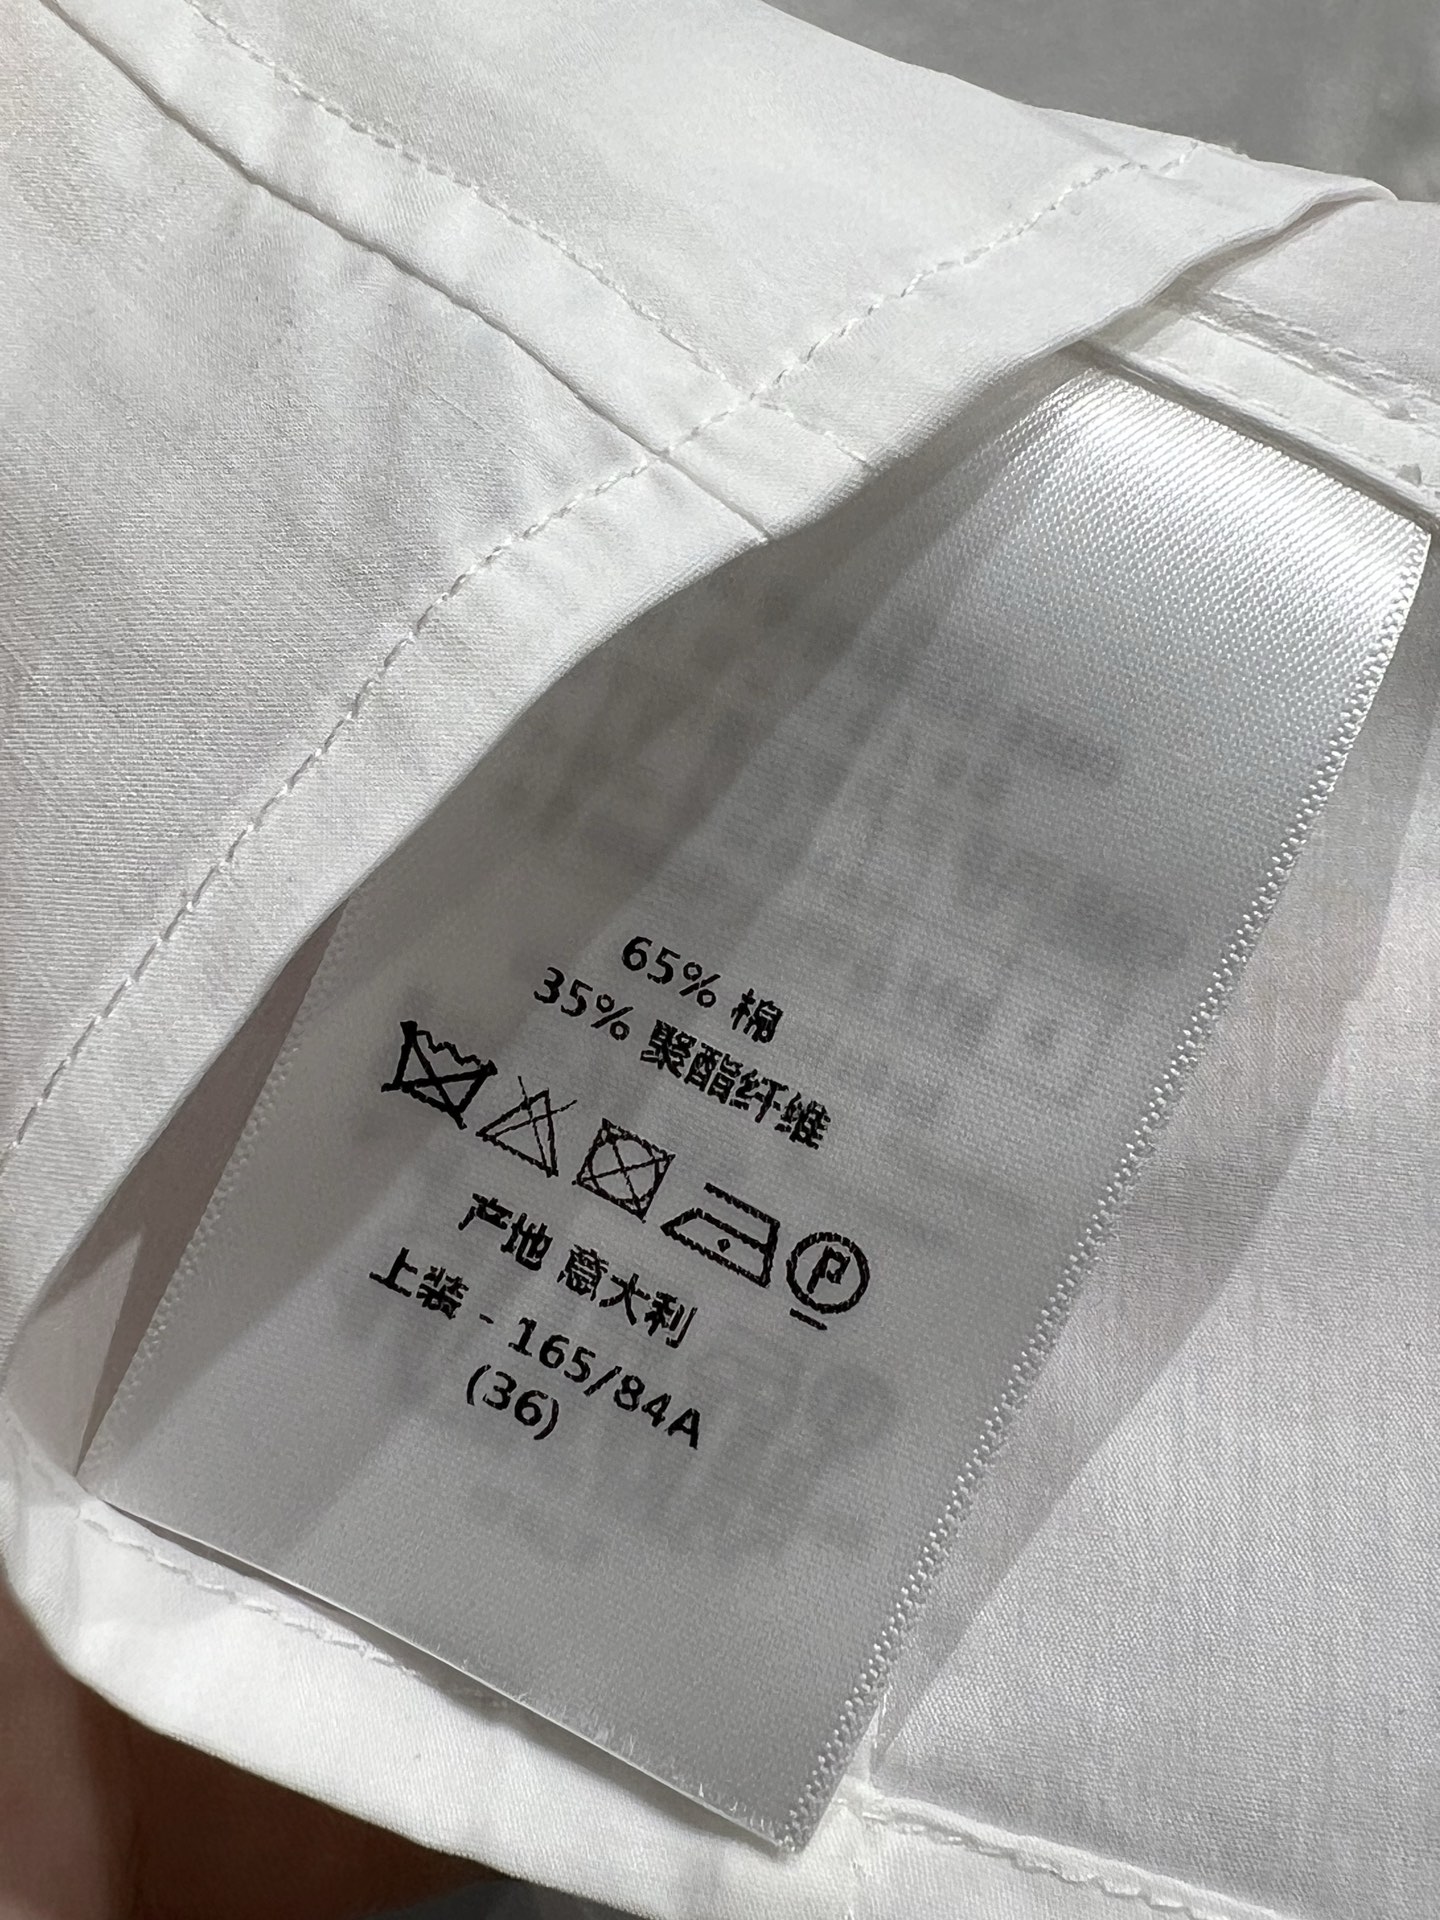 65% 棉
35% 聚酯纤维
P
产地 意大利
上装 - 165/84A
(36)